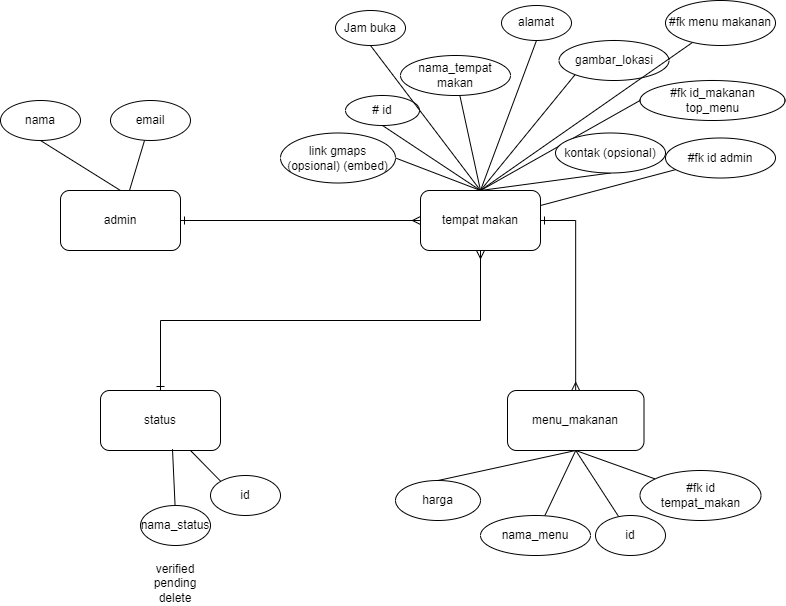 Jam buka
alamat
#fk menu makanan
nama_tempat
makan
gambar_lokasi
#fk id_makanan
top_menu
# id
nama
email
link gmaps
(opsional) (embed)
kontak (opsional)
#fk id admin
admin
tempat makan
status
menu_makanan
harga
#fk id
tempat_makan
id
nama_status
nama_menu
id
verified
pending
delete